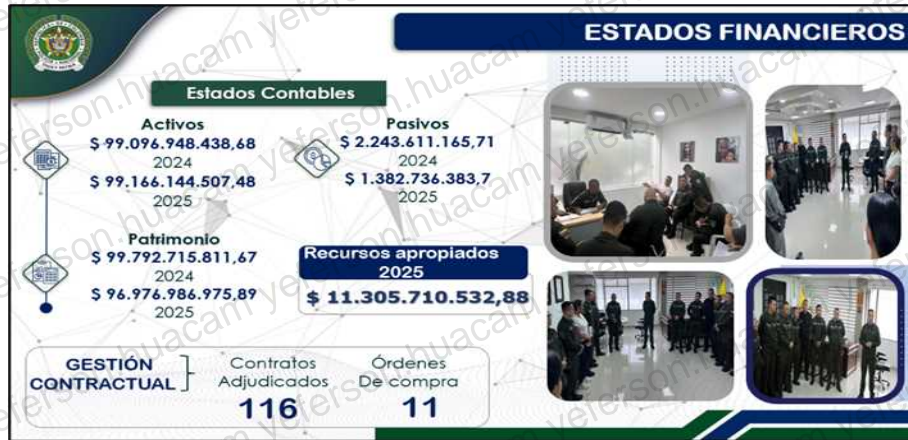 ESTADOS FINANCIEROS
Estados Contables
Activos
$ 99.096.948.438,68
2024
$ 99.166.144.507,48
2025
Pasivos
$ 2.243.611.165,71
2024
$ 1.382.736.383,7
2025
Patrimonio
$ 99.792.715.811,67
2024
$ 96.976.986.975,89
2025
Recursos apropiados
2025
$ 11.305.710.532,88
GESTIÓN
CONTRACTUAL
Contratos
Adjudicados
116
Órdenes
De compra
11
yeferson.huacam